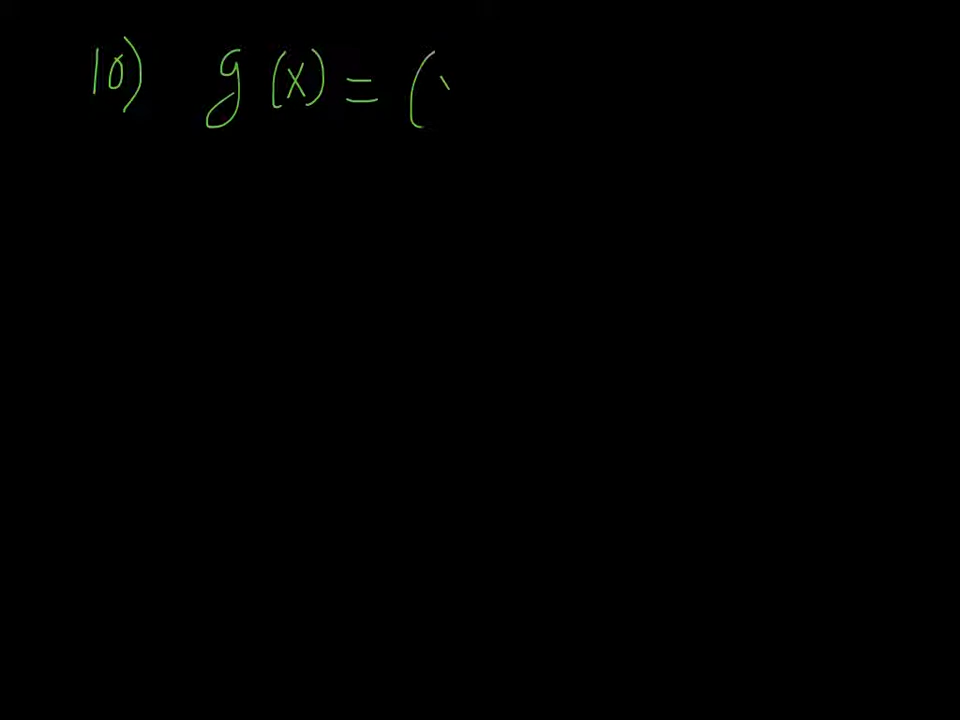 10) g(x) = (